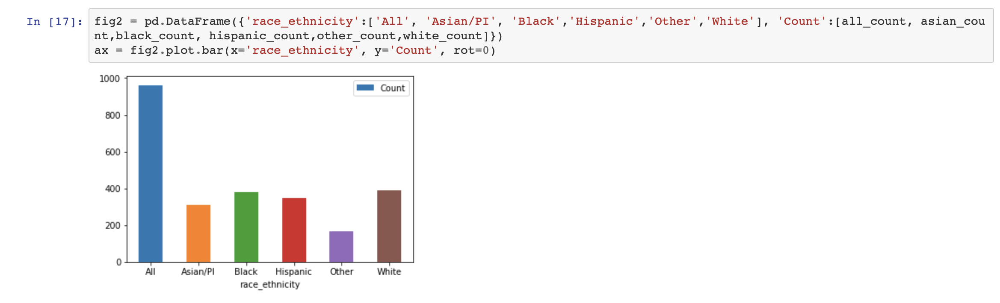 In [17]: fig2 = pd.DataFrame({'race_ethnicity':['All', 'Asian/PI', 'Black','Hispanic','Other','White'], 'Count':[all_count, asian_cou
nt,black_count, hispanic_count,other_count,white_count]})
ax = fig2.plot.bar(x='race_ethnicity', y='Count', rot=0)
Count
1000
800
600
400
200
0
All Asian/PI Black Hispanic Other White
race_ethnicity